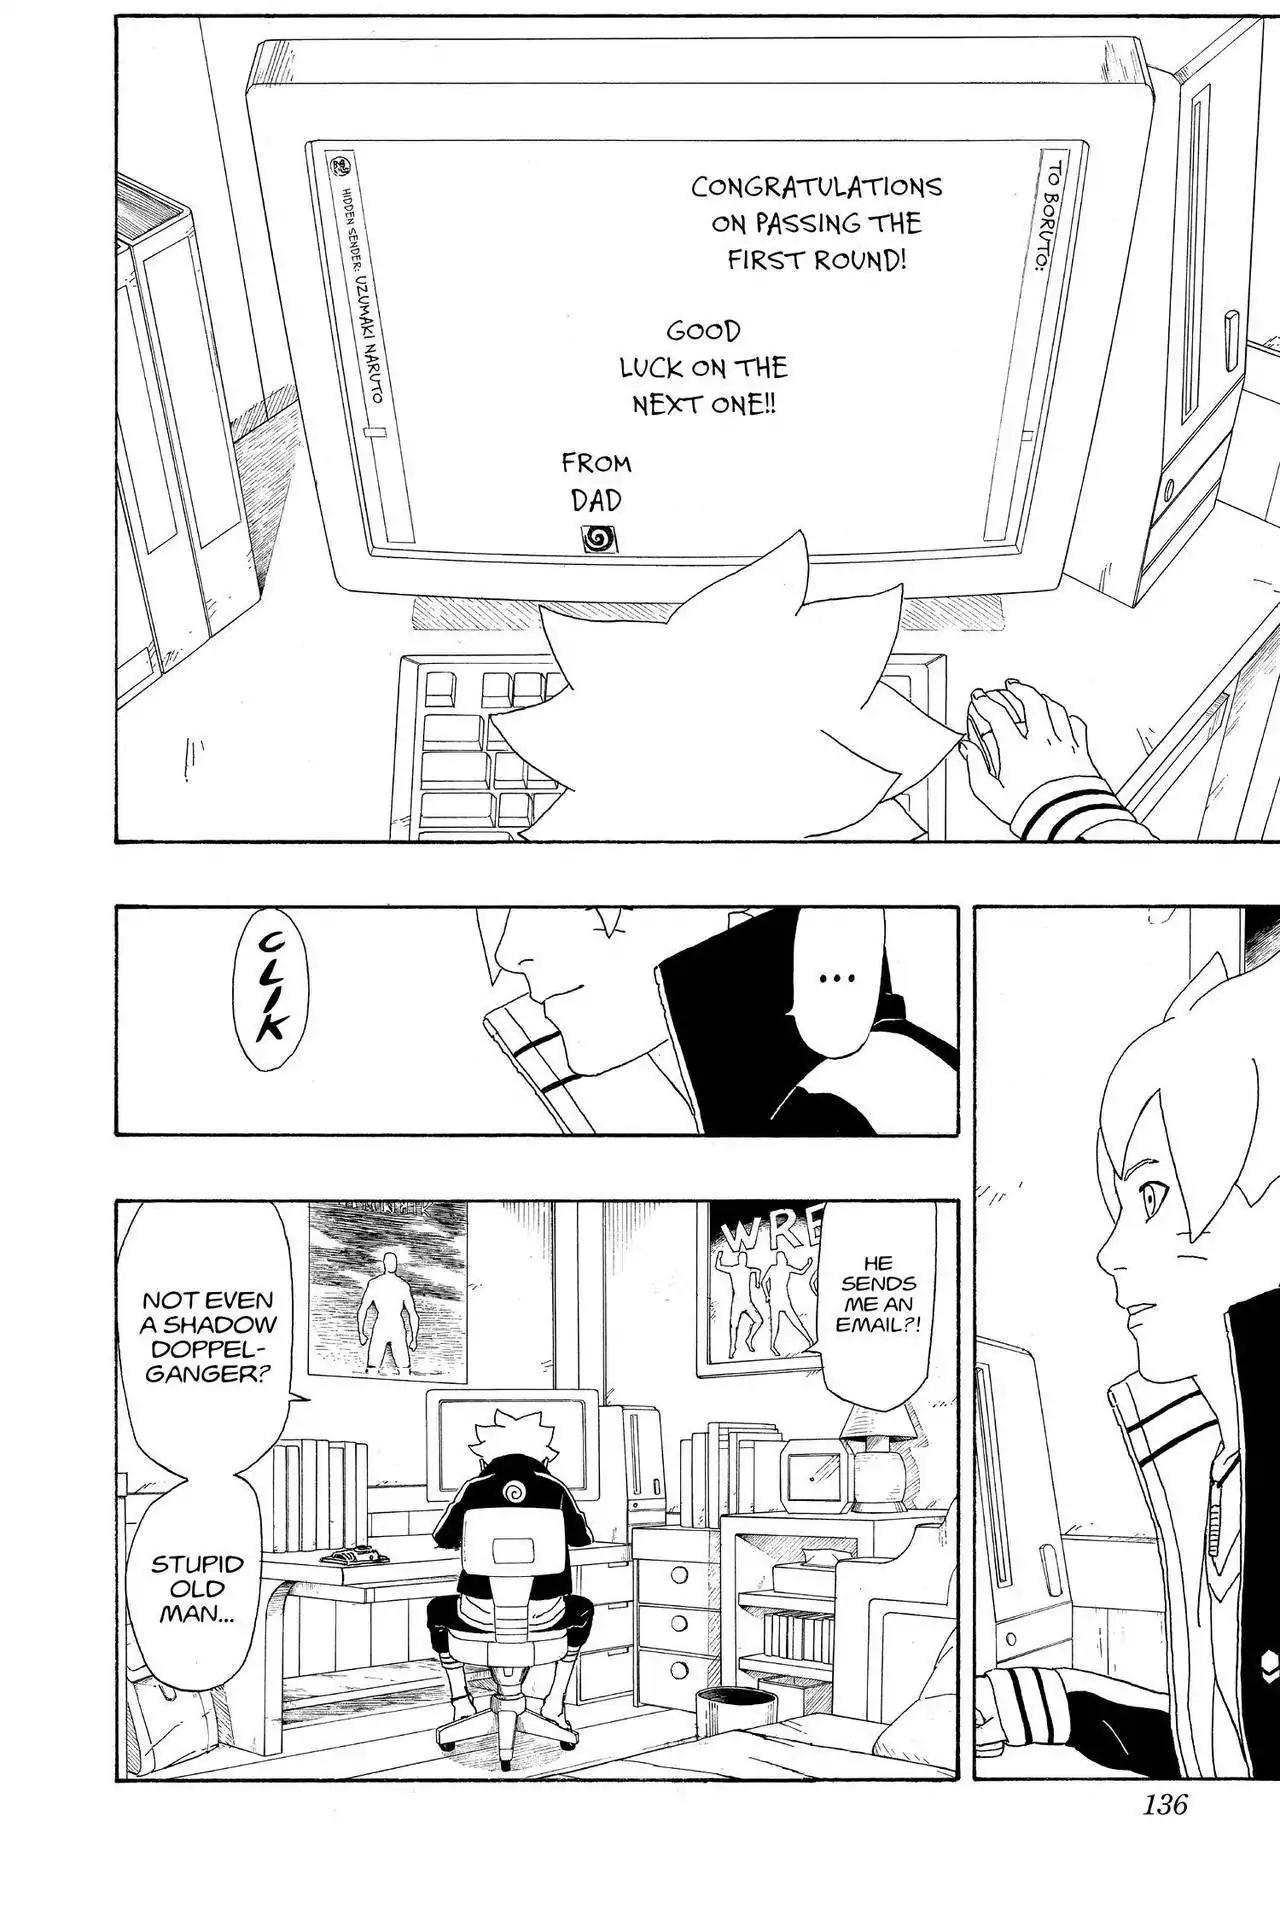 TO BORUTO:
CONGRATULATIONS
ON PASSING THE
FIRST ROUND!
GOOD
LUCK ON THE
NEXT ONE!!
FROM
DAD
HIDDEN SENDER: UZUMAKI NARUTO
...
CLIK
WRE
HE
SENDS
ME AN
EMAIL?!
NOT EVEN
A SHADOW
DOPPEL-
GANGER?
STUPID
OLD
MAN...
136